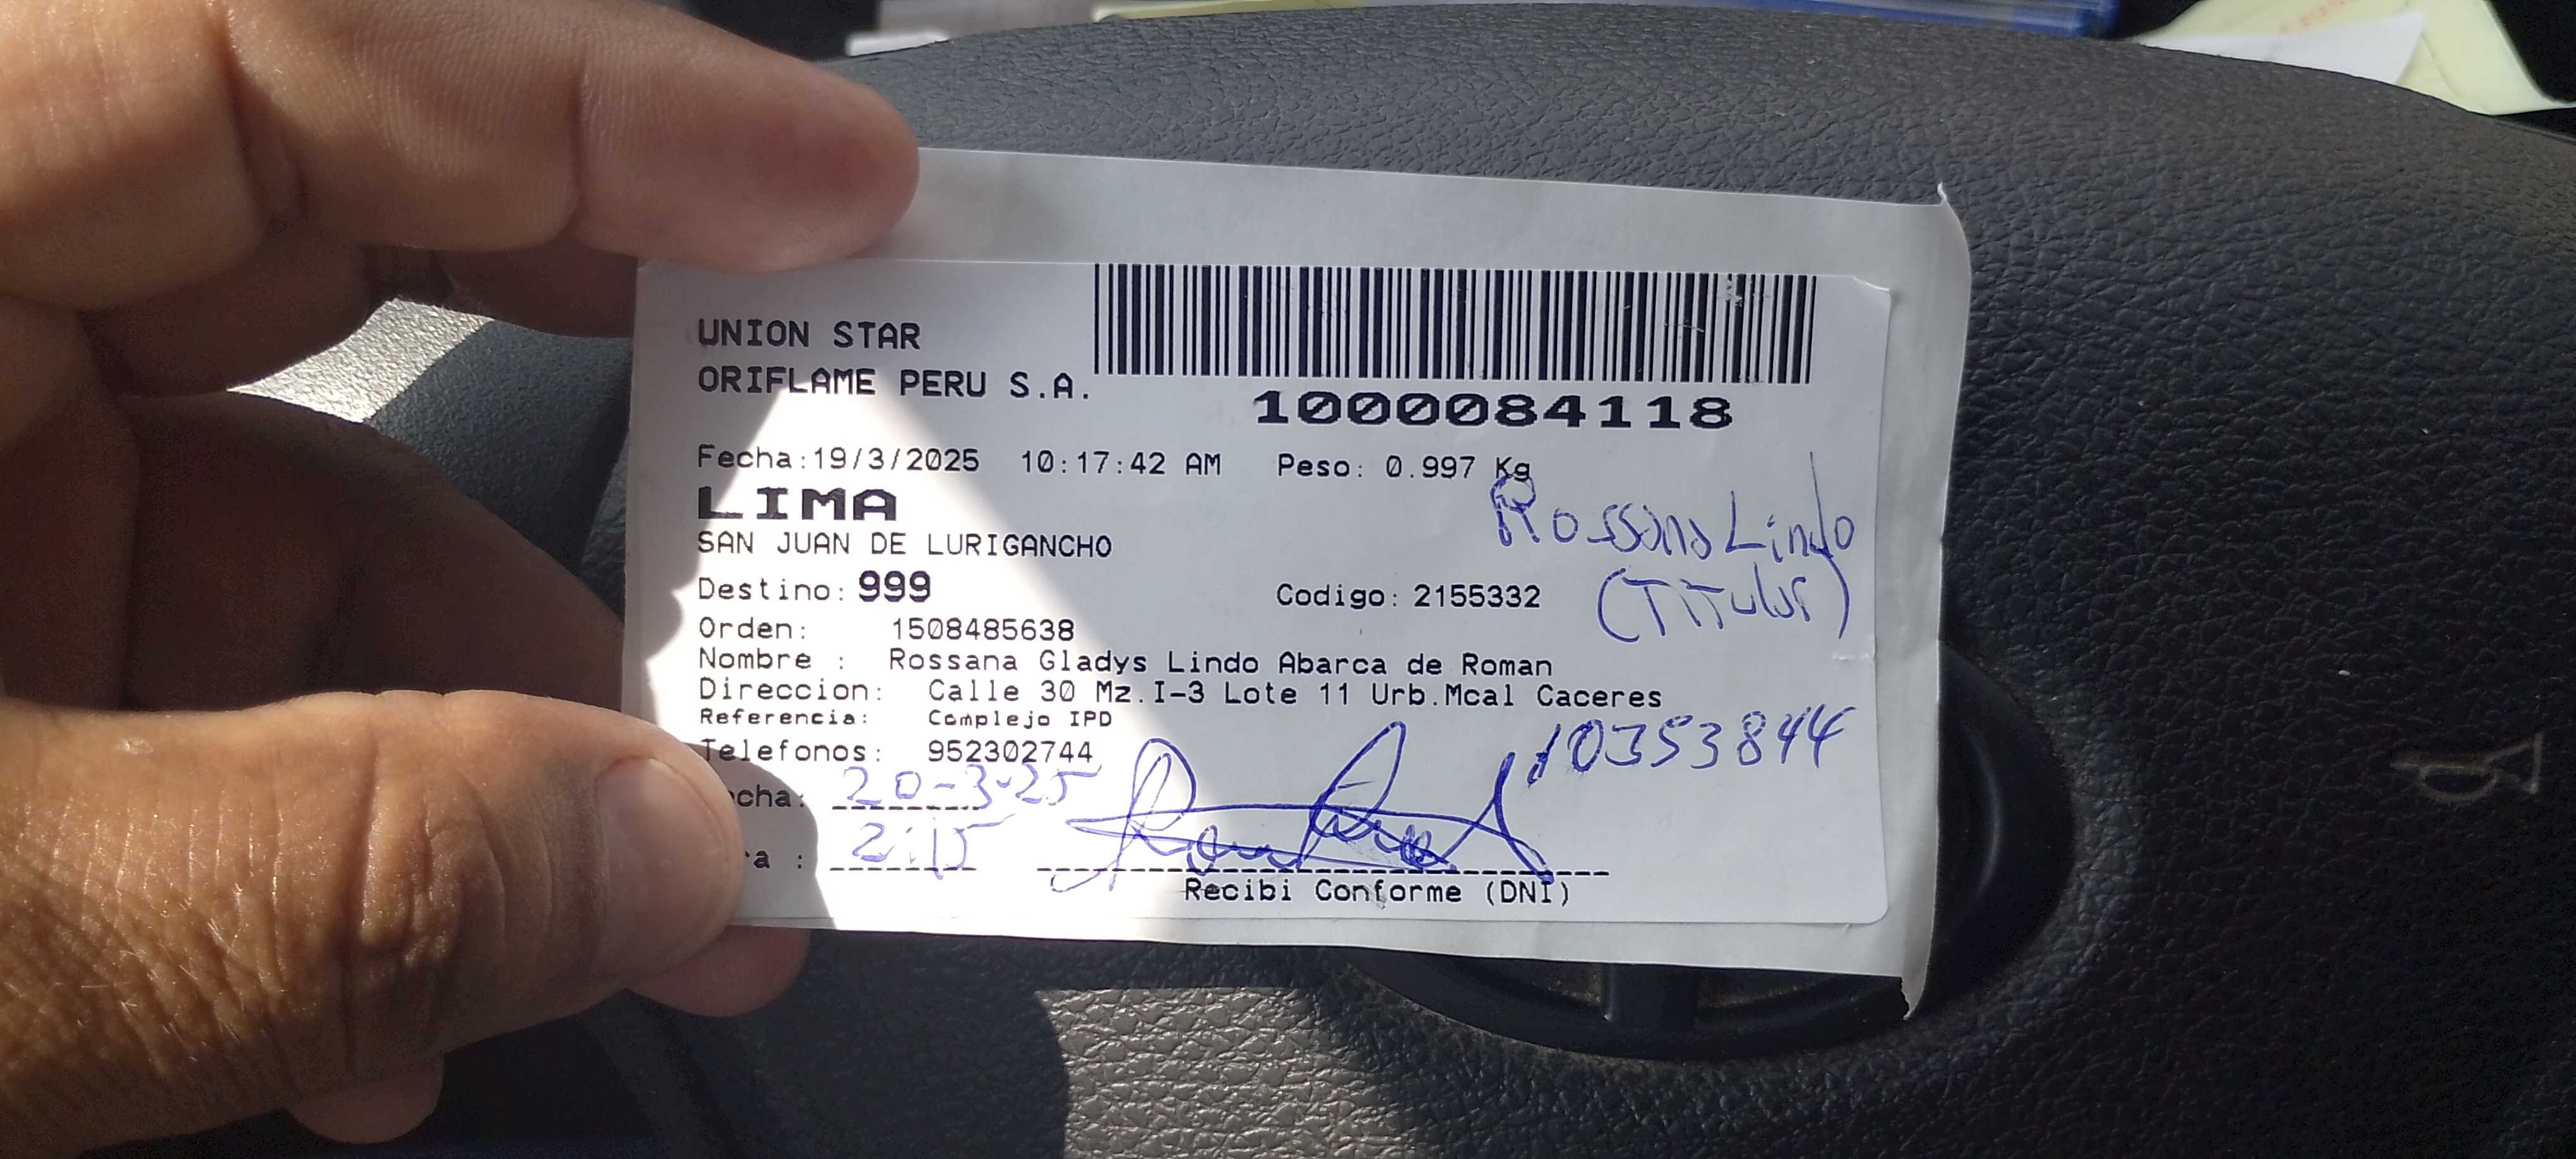 UNION STAR
ORIFLAME PERU S.A.
1000084118
Fecha:19/3/2025 10:17:42 AM Peso: 0.997 Kg
LIMA
Rossana Lindo
SAN JUAN DE LURIGANCHO
(TiTular)
Destino: 999 Codigo: 2155332
Orden: 1508485638
Nombre : Rossana Gladys Lindo Abarca de Roman
Direccion: Calle 30 Mz.I-3 Lote 11 Urb.Mcal Caceres
Referencia: Complejo IPD
10353844
Telefonos: 952302744
cha: 20-3-25
a : 2:15
Recibi Conforme (DNI)